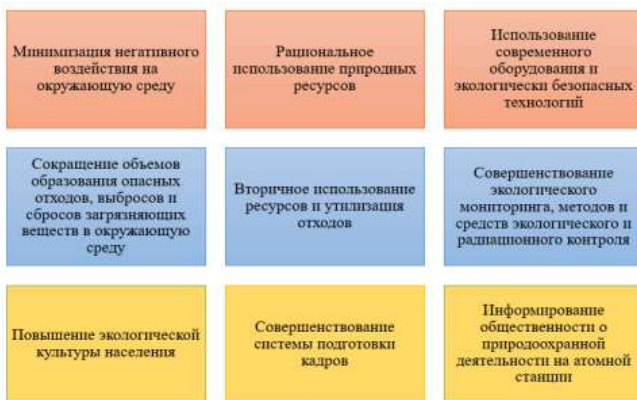 Минимизация негативного
воздействия на
окружающую среду
Рациональное
использование природных
ресурсов
Использование
современного
оборудования и
экологически безопасных
технологий
Сокращение объемов
образования опасных
отходов, выбросов и
сбросов загрязняющих
веществ в окружающую
среду
Вторичное использование
ресурсов и утилизация
отходов
Совершенствование
экологического
мониторинга, методов и
средств экологического и
радиационного контроля
Повышение экологической
культуры населения
Совершенствование
системы подготовки
кадров
Информирование
общественности о
природоохранной
деятельности на атомной
станции